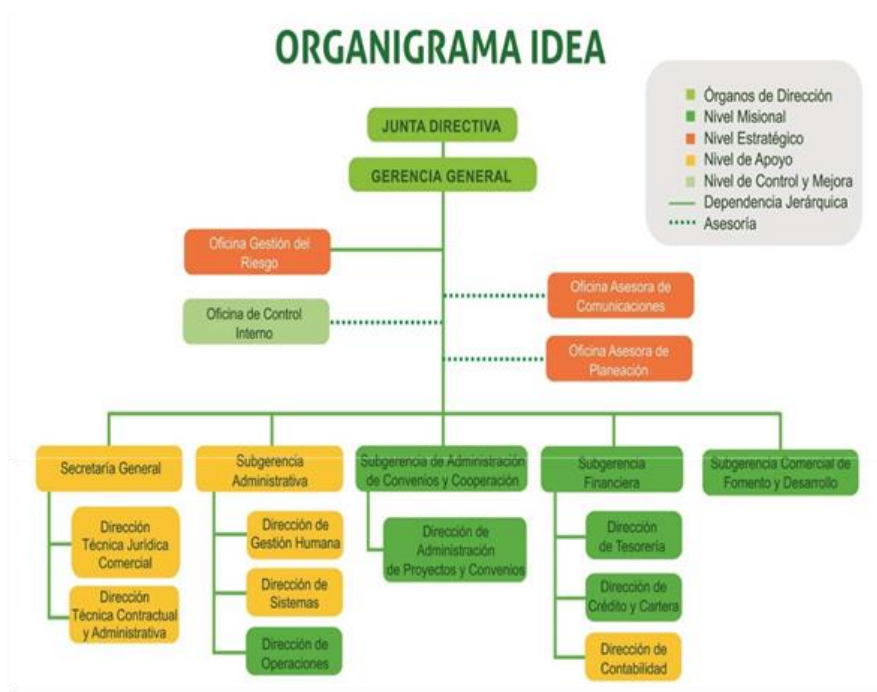 ORGANIGRAMA IDEA
Órganos de Dirección
Nivel Misional
Nivel Estratégico
Nivel de Apoyo
Nivel de Control y Mejora
Dependencia Jerárquica
Asesoría
JUNTA DIRECTIVA
GERENCIA GENERAL
Oficina Gestión del
Riesgo
Oficina Asesora de
Comunicaciones
Oficina de Control
Interno
Oficina Asesora de
Planeación
Secretaría General
Subgerencia
Administrativa
Subgerencia de Administración
de Convenios y Cooperación
Subgerencia
Financiera
Subgerencia Comercial de
Fomento y Desarrollo
Dirección
Técnica Jurídica
Comercial
Dirección
Técnica Contractual
y Administrativa
Dirección de
Gestión Humana
Dirección de
Sistemas
Dirección de
Operaciones
Dirección de
Administración
de Proyectos y Convenios
Dirección
de Tesorería
Dirección de
Crédito y Cartera
Dirección de
Contabilidad